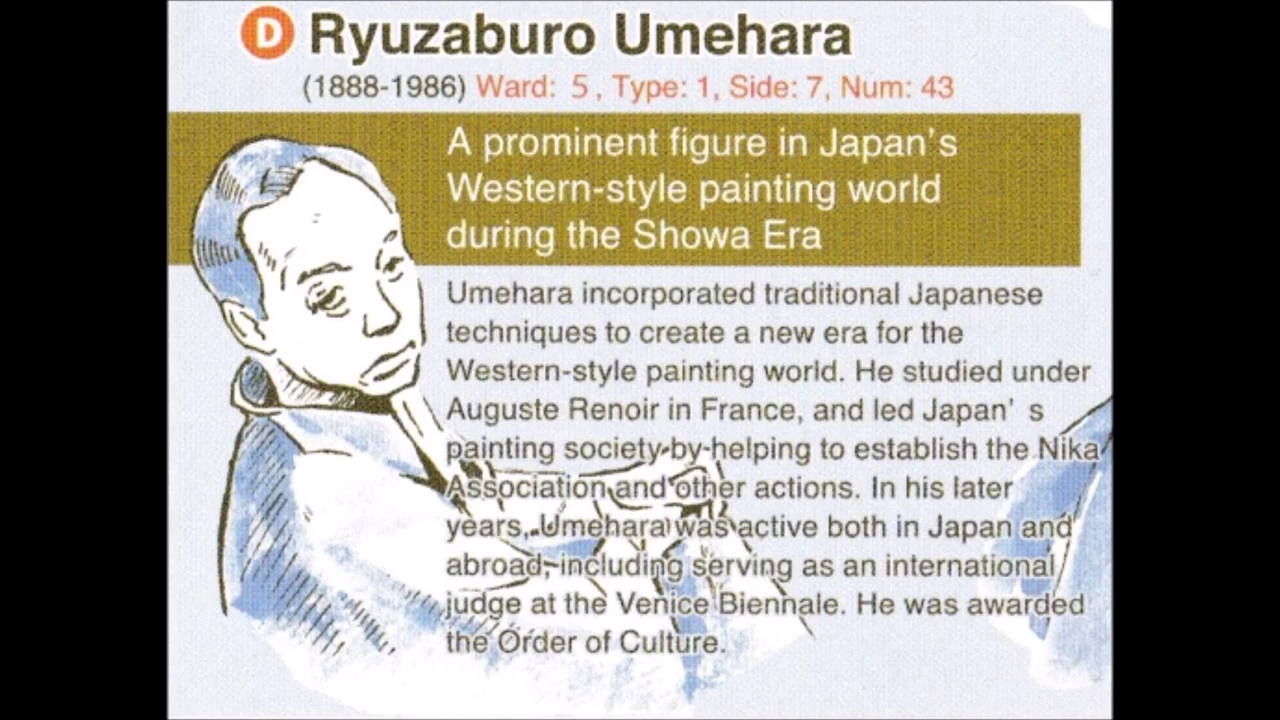 D Ryuzaburo Umehara
(1888-1986) Ward: 5, Type: 1, Side: 7, Num: 43
A prominent figure in Japan's
Western-style painting world
during the Showa Era
Umehara incorporated traditional Japanese
techniques to create a new era for the
Western-style painting world. He studied under
Auguste Renoir in France, and led Japan' s
painting society by helping to establish the Nika
Association and other actions. In his later
years, Umehara was active both in Japan and
abroad, including serving as an international
judge at the Venice Biennale. He was awarded
the Order of Culture.